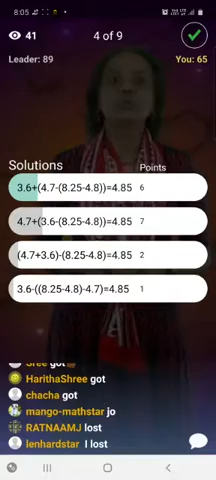 8:05
41
4 of 9
Leader: 89
You: 65
Solutions
Points
3.6+(4.7-(8.25-4.8))=4.85 6
4.7+(3.6-(8.25-4.8))=4.85 7
(4.7+3.6)-(8.25-4.8)=4.85 2
3.6-((8.25-4.8)-4.7)=4.85 1
Sree got
HarithaShree got
chacha got
mango-mathstar jo
RATNAAMJ lost
lenhardstar I lost